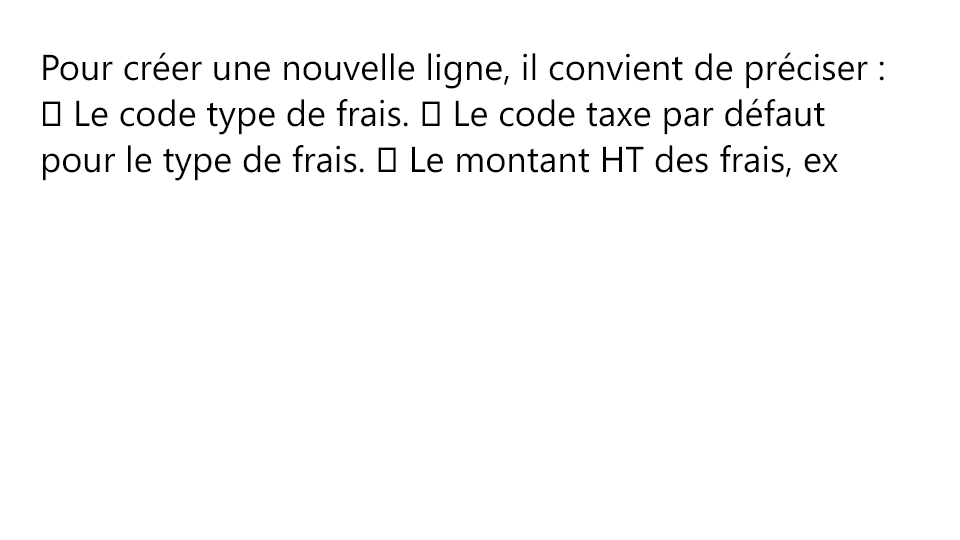 Pour créer une nouvelle ligne, il convient de préciser :
 Le code type de frais.  Le code taxe par défaut
pour le type de frais.  Le montant HT des frais, ex